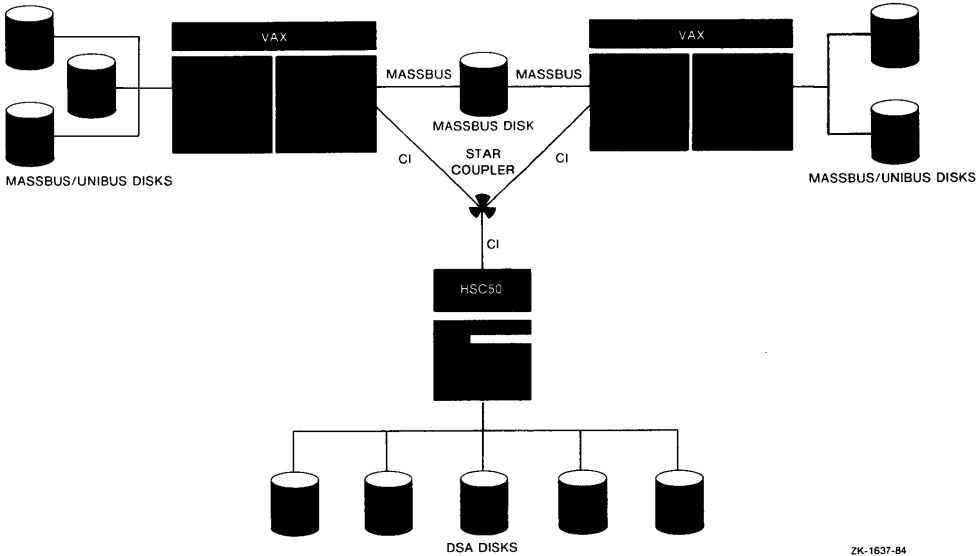 VAX
VAX
MASSBUS
MASSBUS
MASSBUS DISK
MASSBUS/UNIBUS DISKS
CI
STAR
COUPLER
CI
MASSBUS/UNIBUS DISKS
CI
HSC50
DSA DISKS
ZK-1637-84